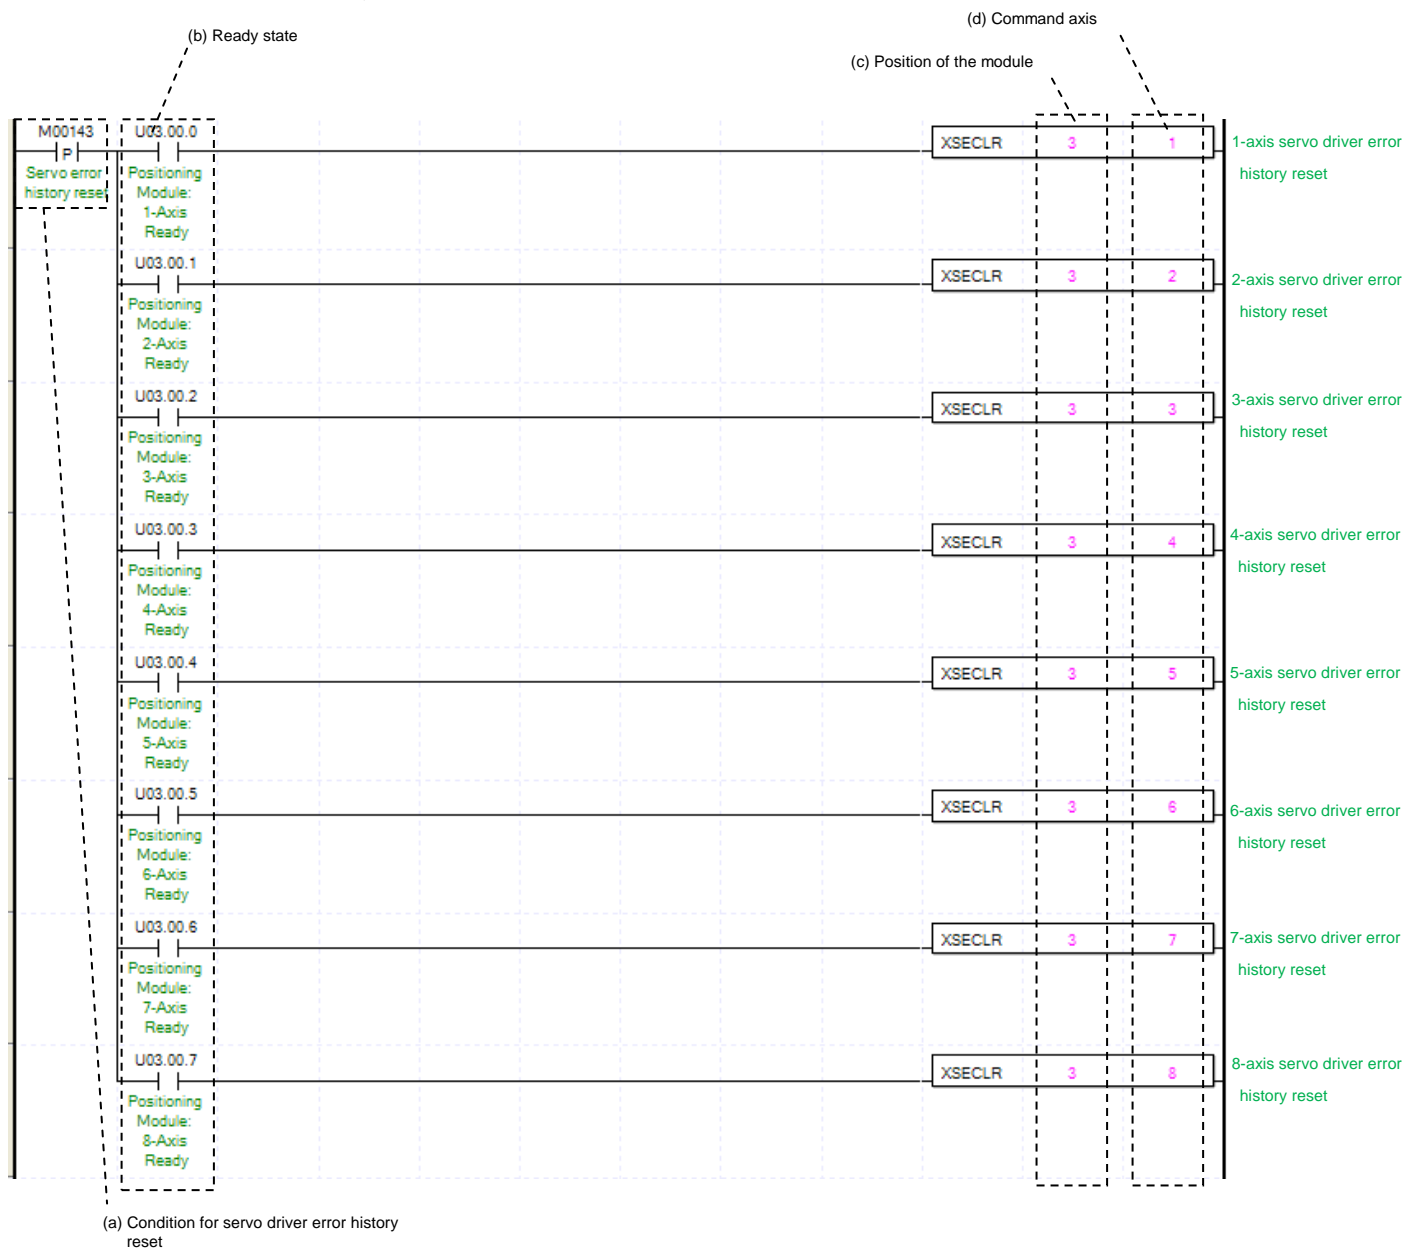 (d) Command axis
(b) Ready state
(c) Position of the module
M00143
P
Servo error
history reset
U03.00.0
Positioning
Module:
1-Axis
Ready
XSECLR 3 1
1-axis servo driver error
history reset
U03.00.1
Positioning
Module:
2-Axis
Ready
XSECLR 3 2
2-axis servo driver error
history reset
U03.00.2
Positioning
Module:
3-Axis
Ready
XSECLR 3 3
3-axis servo driver error
history reset
U03.00.3
Positioning
Module:
4-Axis
Ready
XSECLR 3 4
4-axis servo driver error
history reset
U03.00.4
Positioning
Module:
5-Axis
Ready
XSECLR 3 5
5-axis servo driver error
history reset
U03.00.5
Positioning
Module:
6-Axis
Ready
XSECLR 3 6
6-axis servo driver error
history reset
U03.00.6
Positioning
Module:
7-Axis
Ready
XSECLR 3 7
7-axis servo driver error
history reset
U03.00.7
Positioning
Module:
8-Axis
Ready
XSECLR 3 8
8-axis servo driver error
history reset
(a) Condition for servo driver error history
reset